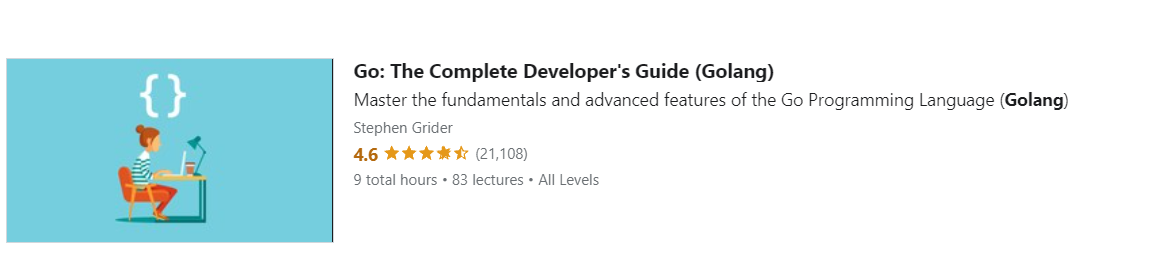 { }
Go: The Complete Developer's Guide (Golang)
Master the fundamentals and advanced features of the Go Programming Language (Golang)
Stephen Grider
4.6 (21,108)
9 total hours • 83 lectures • All Levels